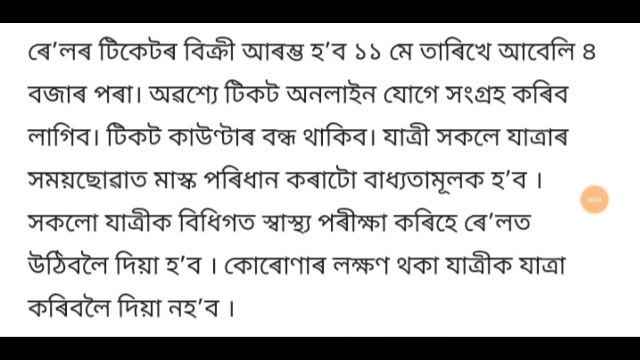 ৰে'লৰ টিকেটৰ বিক্ৰী আৰম্ভ হ'ব ১১ মে তাৰিখে আবেলি ৪
বজাৰ পৰা। অৱশ্যে টিকট অনলাইন যোগে সংগ্ৰহ কৰিব
লাগিব। টিকট কাউণ্টাৰ বন্ধ থাকিব। যাত্ৰী সকলে যাত্ৰাৰ
সময়ছোৱাত মাস্ক পৰিধান কৰাটো বাধ্যতামূলক হ'ব ।
সকলো যাত্ৰীক বিধিগত স্বাস্থ্য পৰীক্ষা কৰিহে ৰে'লত
উঠিবলৈ দিয়া হ'ব । কোৰোণাৰ লক্ষণ থকা যাত্ৰীক যাত্ৰা
কৰিবলৈ দিয়া নহ'ব ।